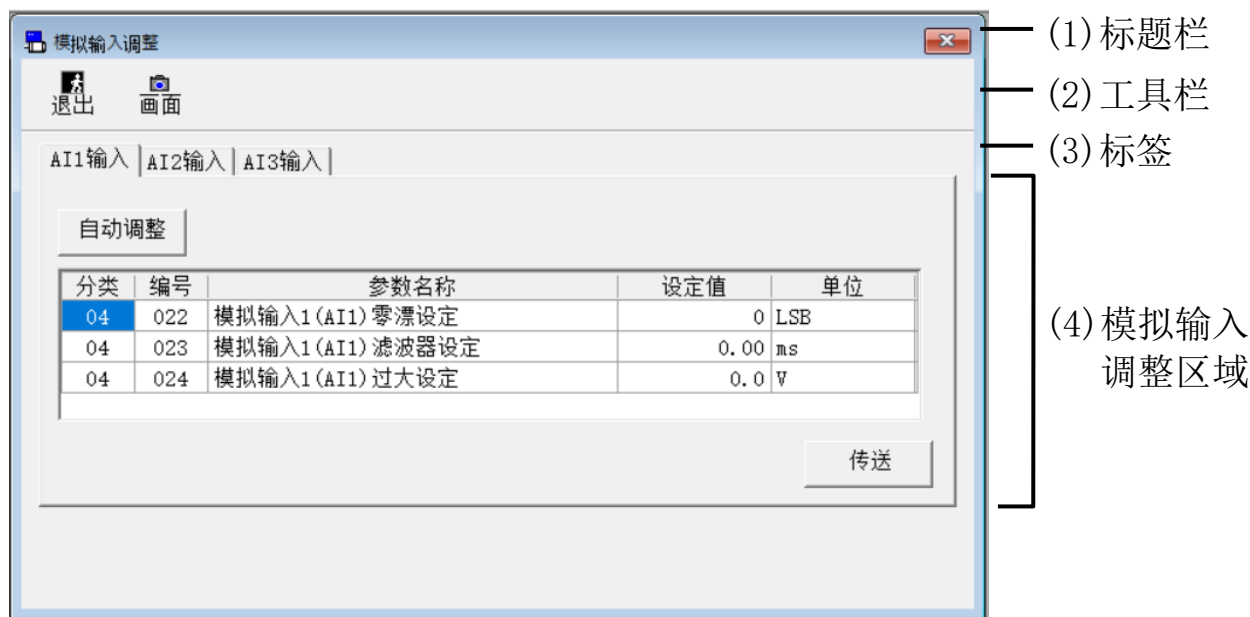 模拟输入调整
(1)标题栏
退出 画面
(2)工具栏
AI1输入 AI2输入 AI3输入
(3)标签
自动调整
分类 编号 参数名称 设定值 单位
04 022 模拟输入1(AI1)零漂设定 0 LSB
04 023 模拟输入1(AI1)滤波器设定 0.00 ms
04 024 模拟输入1(AI1)过大设定 0.0 V
传送
(4)模拟输入
调整区域